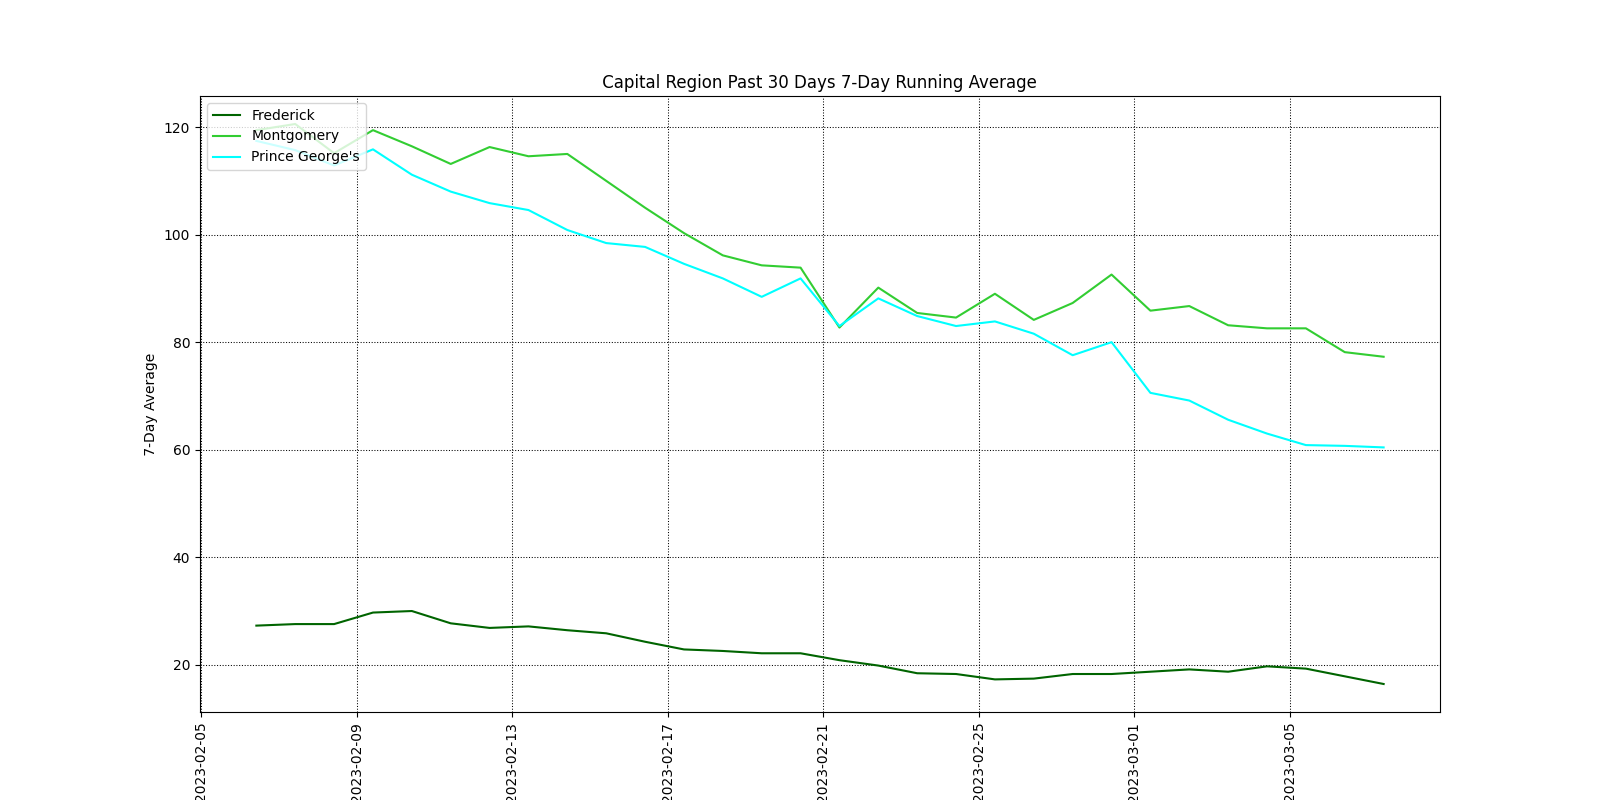 Capital Region Past 30 Days 7-Day Running Average
Frederick
Montgomery
Prince George's
7-Day Average
120
100
80
60
40
20
2023-02-05
2023-02-09
2023-02-13
2023-02-17
2023-02-21
2023-02-25
2023-03-01
2023-03-05